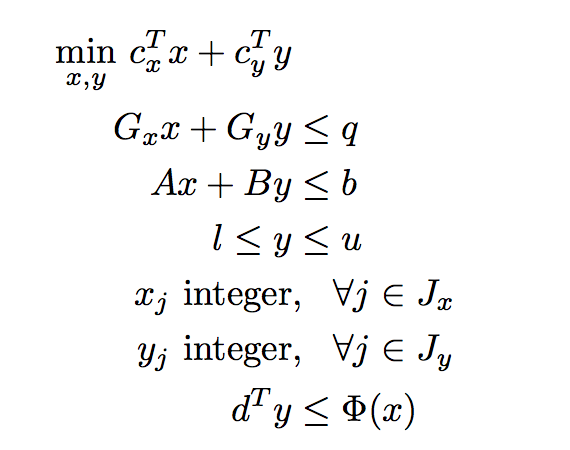 min c_x^T x + c_y^T y
x,y
G_x x + G_y y ≤ q
Ax + By ≤ b
l ≤ y ≤ u
x_j integer, ∀j ∈ J_x
y_j integer, ∀j ∈ J_y
d^T y ≤ Φ(x)